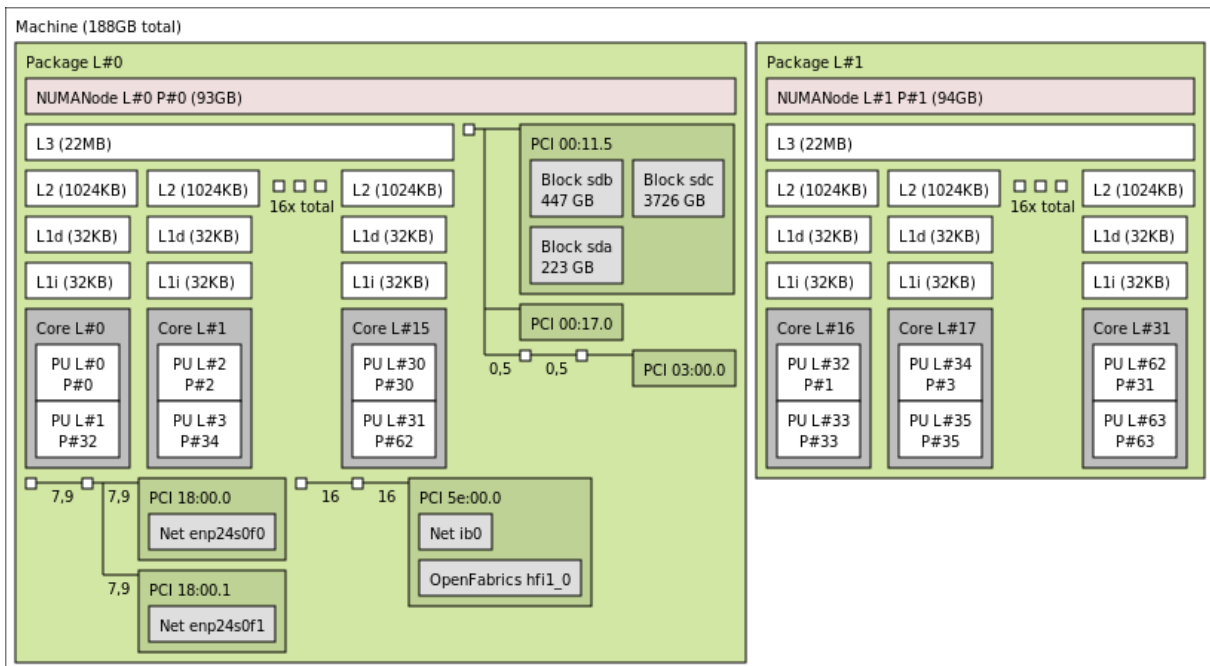 Machine (188GB total)
Package L#0
NUMANode L#0 P#0 (93GB)
L3 (22MB)
L2 (1024KB)
L2 (1024KB)
16x total
L2 (1024KB)
L1d (32KB)
L1d (32KB)
L1d (32KB)
L1i (32KB)
L1i (32KB)
L1i (32KB)
Core L#0
PU L#0
P#0
PU L#1
P#32
Core L#1
PU L#2
P#2
PU L#3
P#34
Core L#15
PU L#30
P#30
PU L#31
P#62
PCI 00:11.5
Block sdb
447 GB
Block sdc
3726 GB
Block sda
223 GB
PCI 00:17.0
0,5
0,5
PCI 03:00.0
7,9
7,9
PCI 18:00.0
Net enp24s0f0
7,9
PCI 18:00.1
Net enp24s0f1
16
16
PCI 5e:00.0
Net ib0
OpenFabrics hfi1_0
Package L#1
NUMANode L#1 P#1 (94GB)
L3 (22MB)
L2 (1024KB)
L2 (1024KB)
16x total
L2 (1024KB)
L1d (32KB)
L1d (32KB)
L1d (32KB)
L1i (32KB)
L1i (32KB)
L1i (32KB)
Core L#16
PU L#32
P#1
PU L#33
P#33
Core L#17
PU L#34
P#3
PU L#35
P#35
Core L#31
PU L#62
P#31
PU L#63
P#63